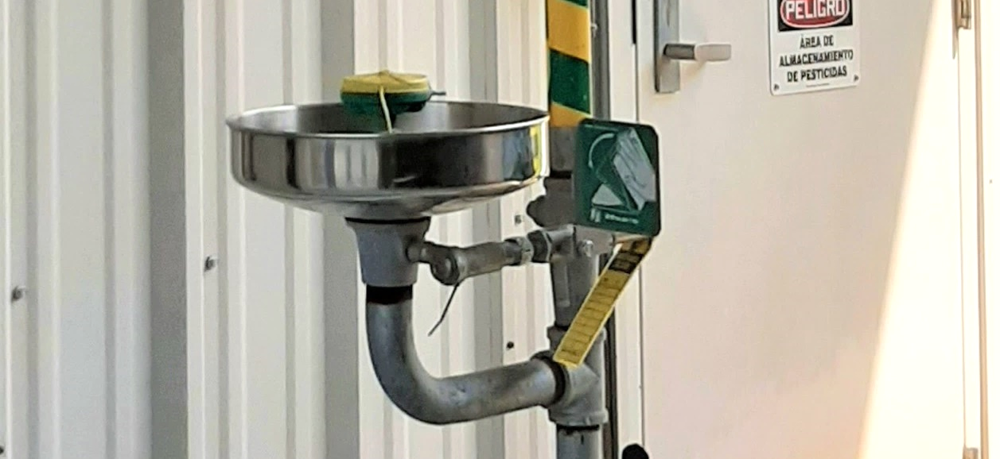 PELIGRO
ÁREA DE
ALMACENAMIENTO
DE PESTICIDAS